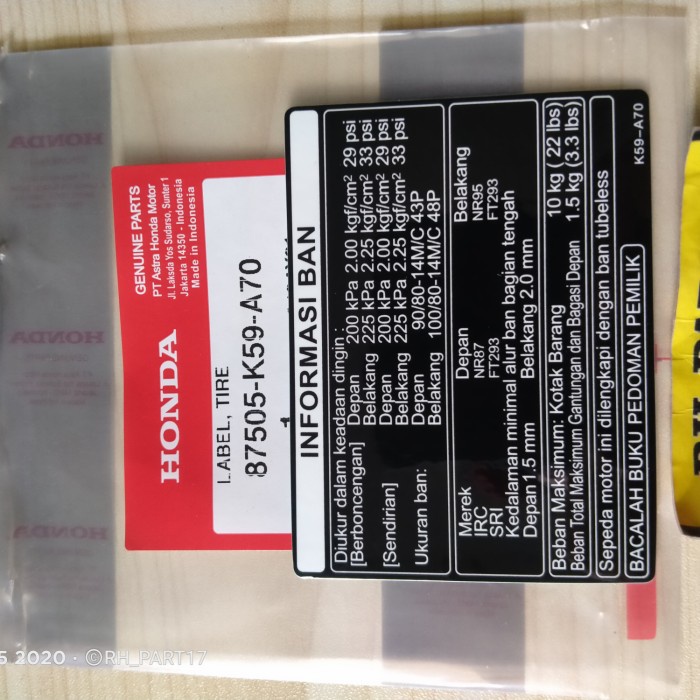 GENUINE PARTS
PT Astra Honda Motor
Jl. Laksda Yos Sudarso, Sunter 1
Jakarta 14350 - Indonesia
Made in Indonesia
HONDA
LABEL, TIRE
87505-K59-A70
1
INFORMASI BAN
Diukur dalam keadaan dingin :
[Berboncengan] Depan 200 KPa 2.00 kgf/cm² 29 psi
Belakang 225 KPa 2.25 kgf/cm² 33 psi
[Sendirian] Depan 200 KPa 2.00 kgf/cm² 29 psi
Belakang 225 KPa 2.25 kgf/cm² 33 psi
Ukuran ban: Depan 90/80-14M/C 43P
Belakang 100/80-14M/C 48P
Merek Depan Belakang
IRC NR87 NR95
SRI FT293 FT293
Kedalaman minimal alur ban bagian tengah
Depan 1.5 mm Belakang 2.0 mm
Beban Maksimum: Kotak Barang 10 kg ( 22 lbs)
Beban Total Maksimum Gantungan dan Bagasi Depan 1.5 kg (3.3 lbs)
Sepeda motor ini dilengkapi dengan ban tubeless
BACALAH BUKU PEDOMAN PEMILIK
K59-A70
HONDA
HONDA
HONDA
5 2020 · ©RH_PART17